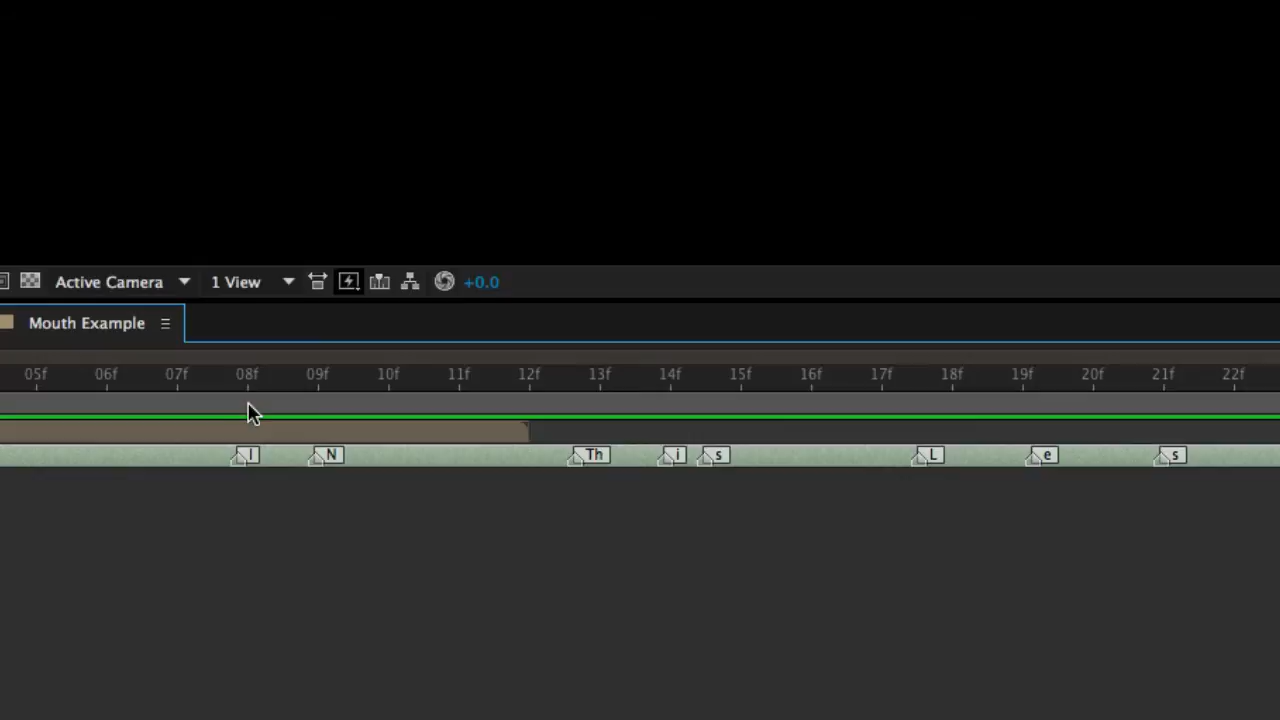 Active Camera 1 View +0.0
Mouth Example
05f 06f 07f 08f 09f 10f 11f 12f 13f 14f 15f 16f 17f 18f 19f 20f 21f 22f
I N Th i s L e s